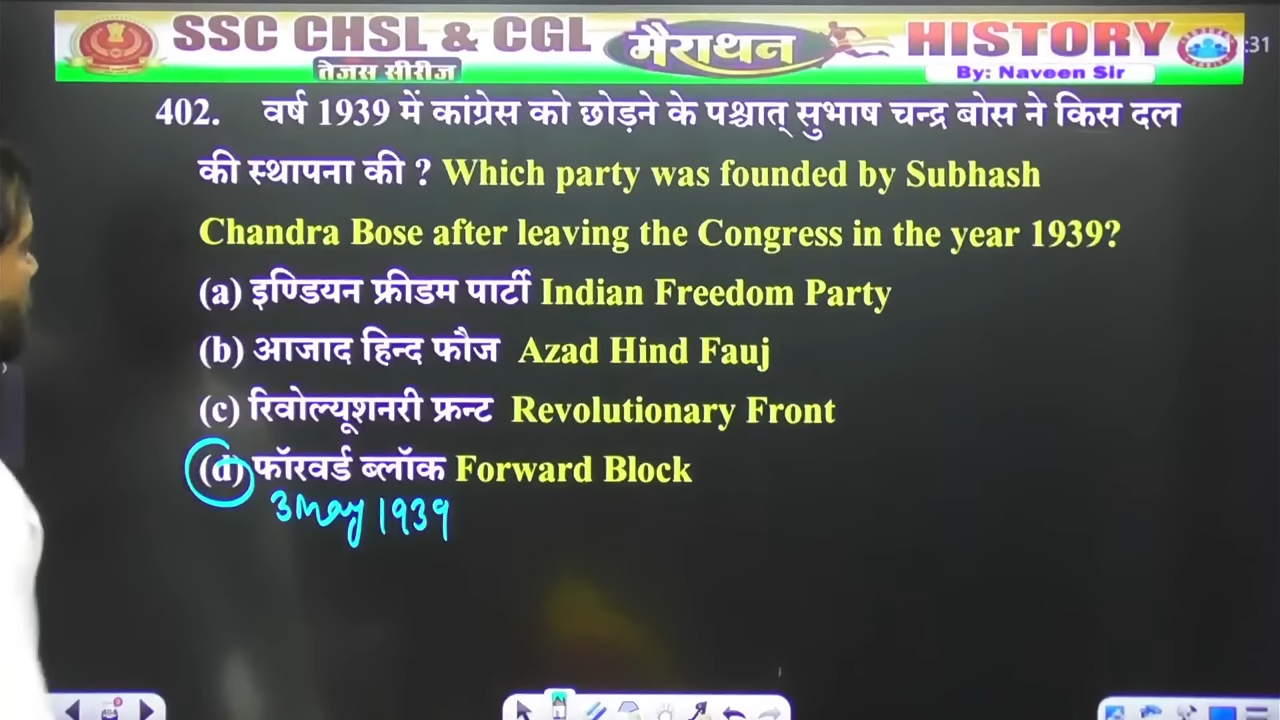 SSC CHSL & CGL
तेजस सीरीज
मैराथन
HISTORY
By: Naveen Sir
:31
402. वर्ष 1939 में कांग्रेस को छोड़ने के पश्चात् सुभाष चन्द्र बोस ने किस दल
की स्थापना की ? Which party was founded by Subhash
Chandra Bose after leaving the Congress in the year 1939?
(a) इण्डियन फ्रीडम पार्टी Indian Freedom Party
(b) आजाद हिन्द फौज Azad Hind Fauj
(c) रिवोल्यूशनरी फ्रन्ट Revolutionary Front
(d) फॉरवर्ड ब्लॉक Forward Block
3 May 1939